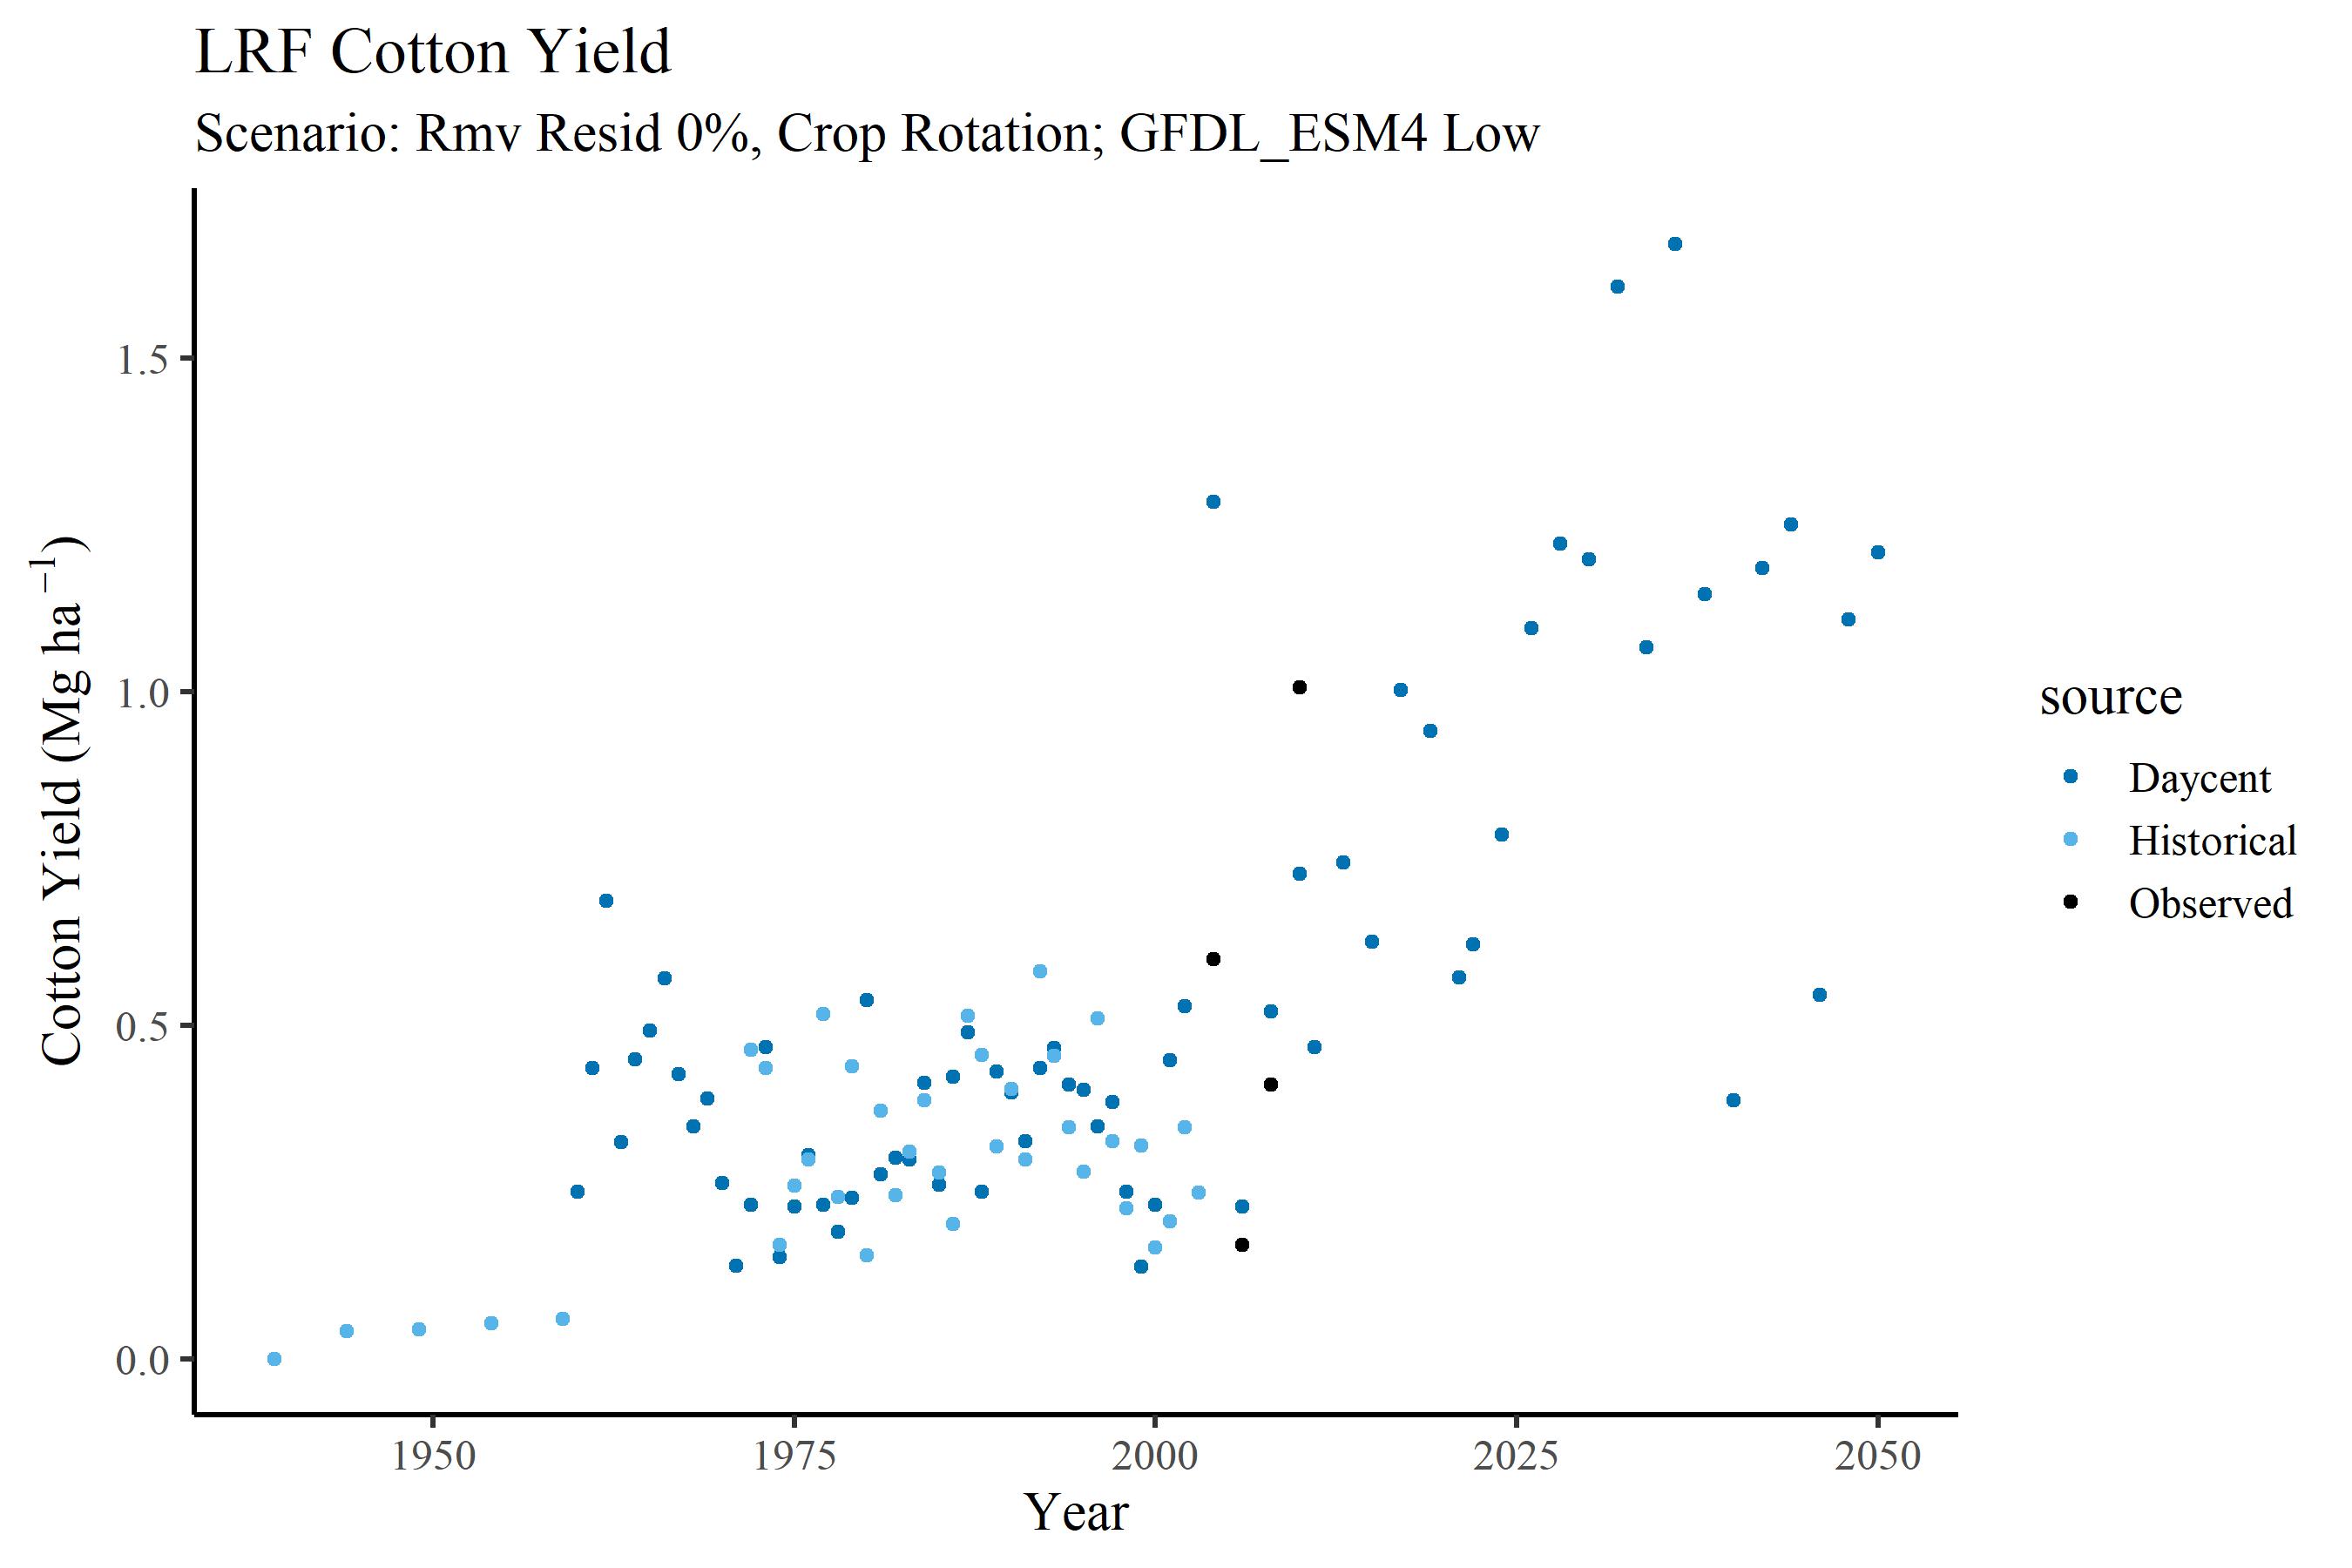 LRF Cotton Yield
Scenario: Rmv Resid 0%, Crop Rotation; GFDL_ESM4 Low
Cotton Yield (Mg ha⁻¹)
1.5
1.0
0.5
0.0
1950 1975 2000 2025 2050
Year
source
Daycent
Historical
Observed